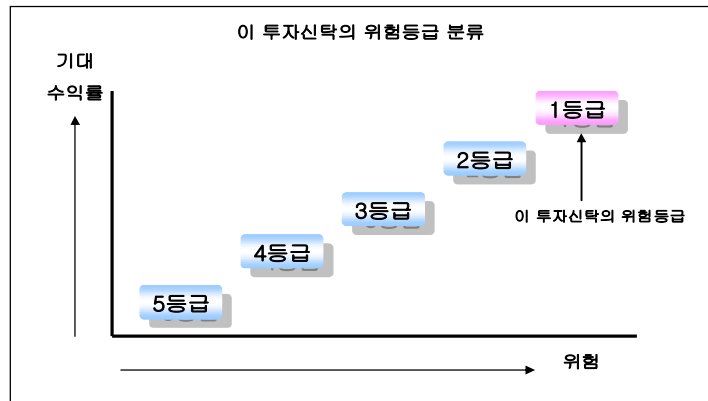 이 투자신탁의 위험등급 분류
기대
수익률
1등급
2등급
3등급
이 투자신탁의 위험등급
4등급
5등급
위험